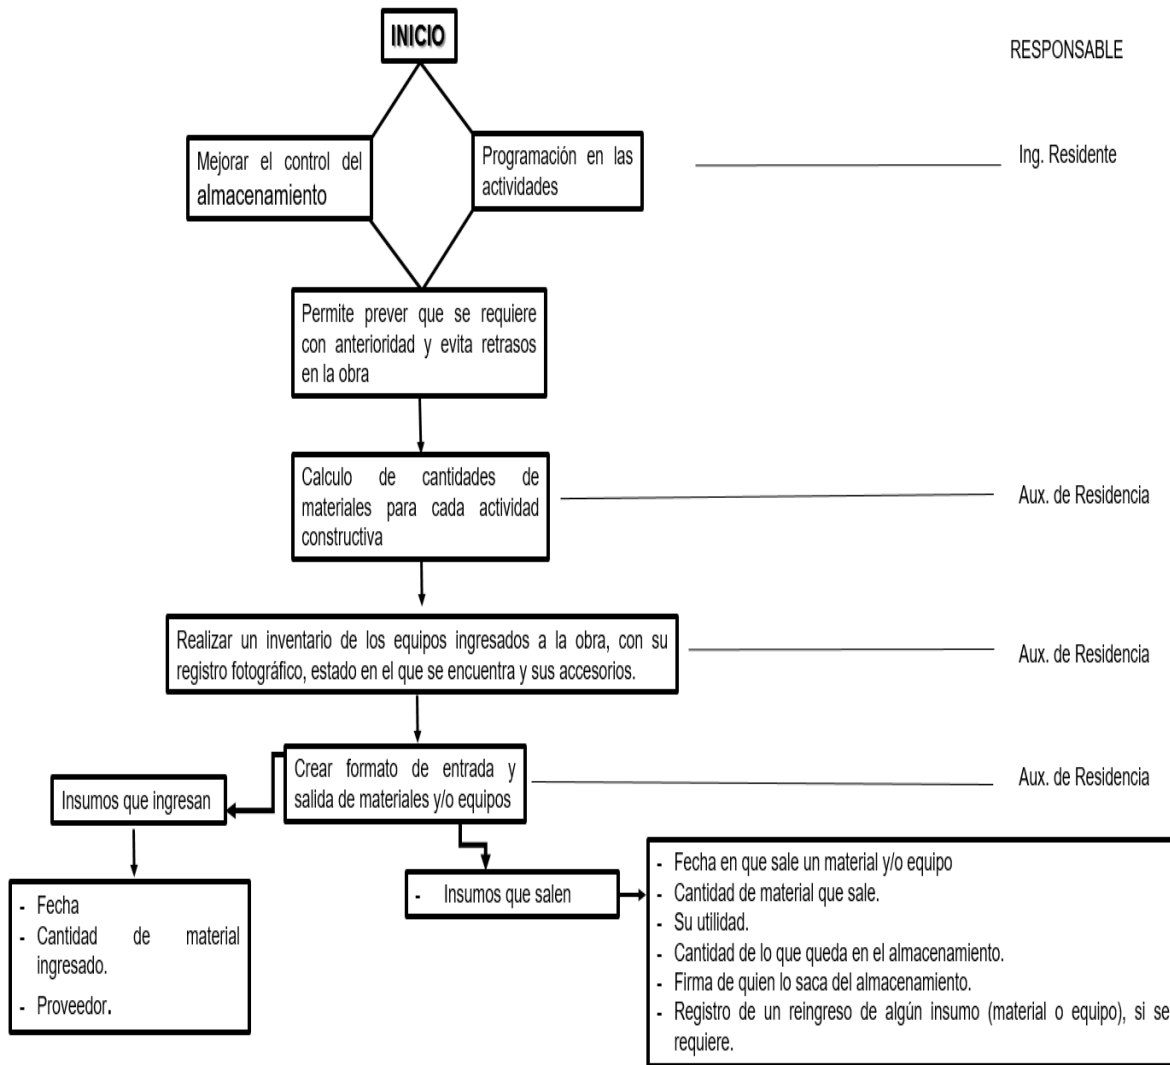 INICIO
RESPONSABLE
Mejorar el control del
almacenamiento
Programación en las
actividades
Ing. Residente
Permite prever que se requiere
con anterioridad y evita retrasos
en la obra
Calculo de cantidades de
materiales para cada actividad
constructiva
Aux. de Residencia
Realizar un inventario de los equipos ingresados a la obra, con su
registro fotográfico, estado en el que se encuentra y sus accesorios.
Aux. de Residencia
Crear formato de entrada y
salida de materiales y/o equipos
Aux. de Residencia
Insumos que ingresan
- Fecha
- Cantidad de material
ingresado.
- Proveedor.
- Insumos que salen
- Fecha en que sale un material y/o equipo
- Cantidad de material que sale.
- Su utilidad.
- Cantidad de lo que queda en el almacenamiento.
- Firma de quien lo saca del almacenamiento.
- Registro de un reingreso de algún insumo (material o equipo), si se
requiere.